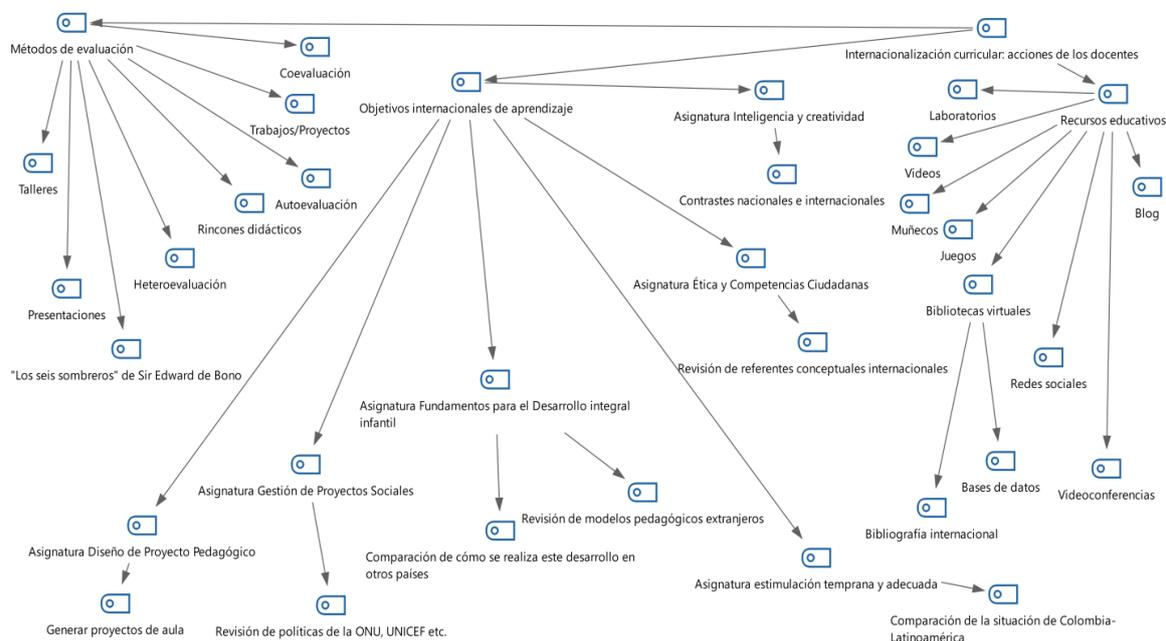 Métodos de evaluación
Internacionalización curricular: acciones de los docentes
Coevaluación
Objetivos internacionales de aprendizaje
Asignatura Inteligencia y creatividad
Laboratorios
Recursos educativos
Trabajos/Proyectos
Videos
Talleres
Autoevaluación
Contrastes nacionales e internacionales
Muñecos
Blog
Rincones didácticos
Juegos
Heteroevaluación
Asignatura Ética y Competencias Ciudadanas
Presentaciones
Bibliotecas virtuales
"Los seis sombreros" de Sir Edward de Bono
Revisión de referentes conceptuales internacionales
Redes sociales
Asignatura Fundamentos para el Desarrollo integral
infantil
Asignatura Gestión de Proyectos Sociales
Bases de datos
Videoconferencias
Revisión de modelos pedagógicos extranjeros
Bibliografía internacional
Asignatura Diseño de Proyecto Pedagógico
Comparación de cómo se realiza este desarrollo en
otros países
Asignatura estimulación temprana y adecuada
Generar proyectos de aula
Revisión de políticas de la ONU, UNICEF etc.
Comparación de la situación de Colombia-
Latinoamérica